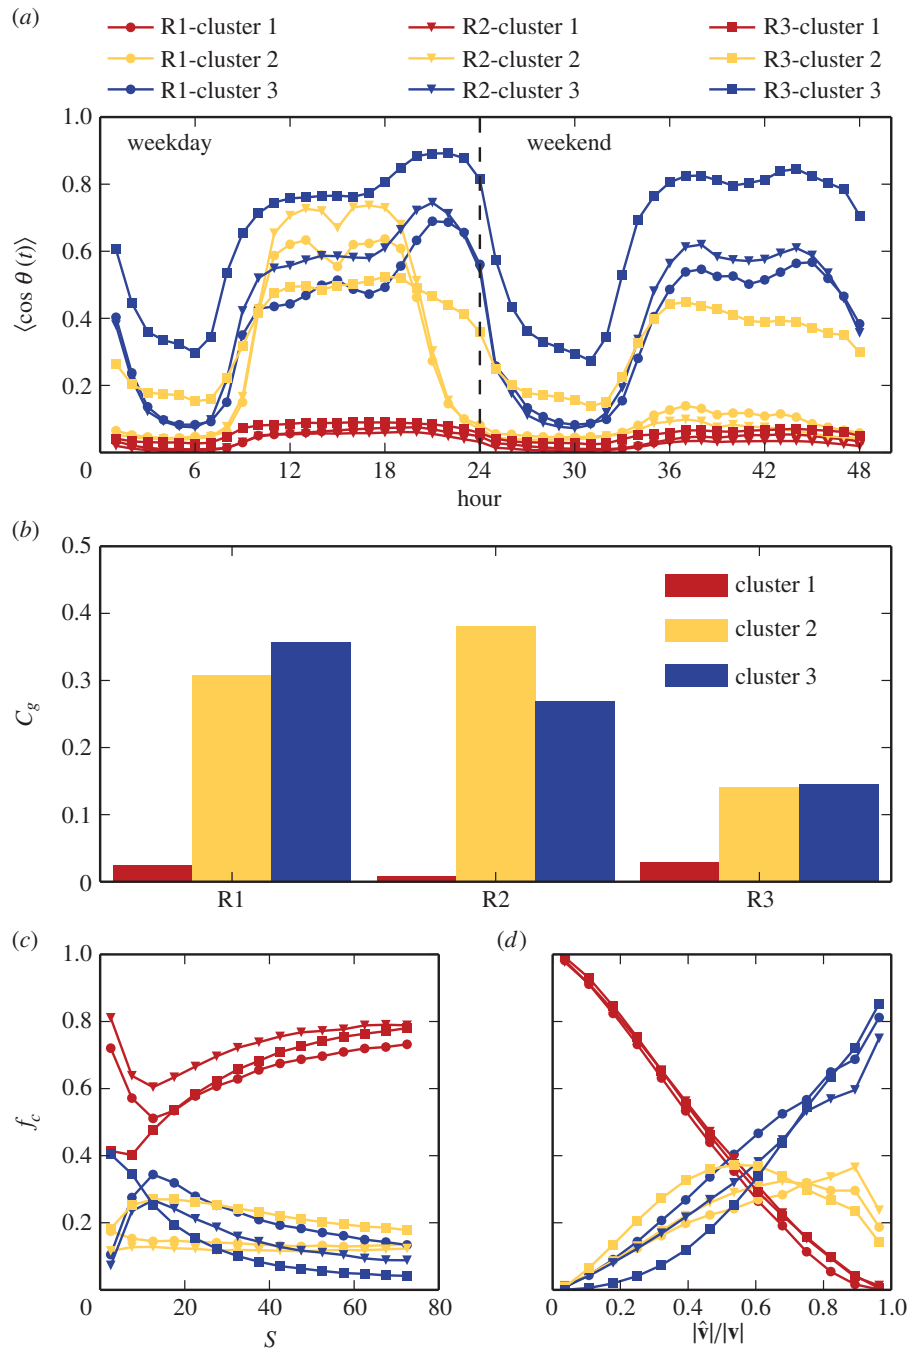 (a)
R1-cluster 1 R2-cluster 1 R3-cluster 1
R1-cluster 2 R2-cluster 2 R3-cluster 2
R1-cluster 3 R2-cluster 3 R3-cluster 3
1.0
weekday weekend
0.8
0.6
⟨cos θ (t)⟩
0.4
0.2
0 6 12 18 24 30 36 42 48
hour
(b)
0.5
cluster 1
0.4
cluster 2
0.3
cluster 3
C_g
0.2
0.1
0
R1 R2 R3
(c) (d)
1.0
0.8
0.6
f_c
0.4
0.2
0 20 40 60 80 0 0.2 0.4 0.6 0.8 1.0
S |v̂|/|v|